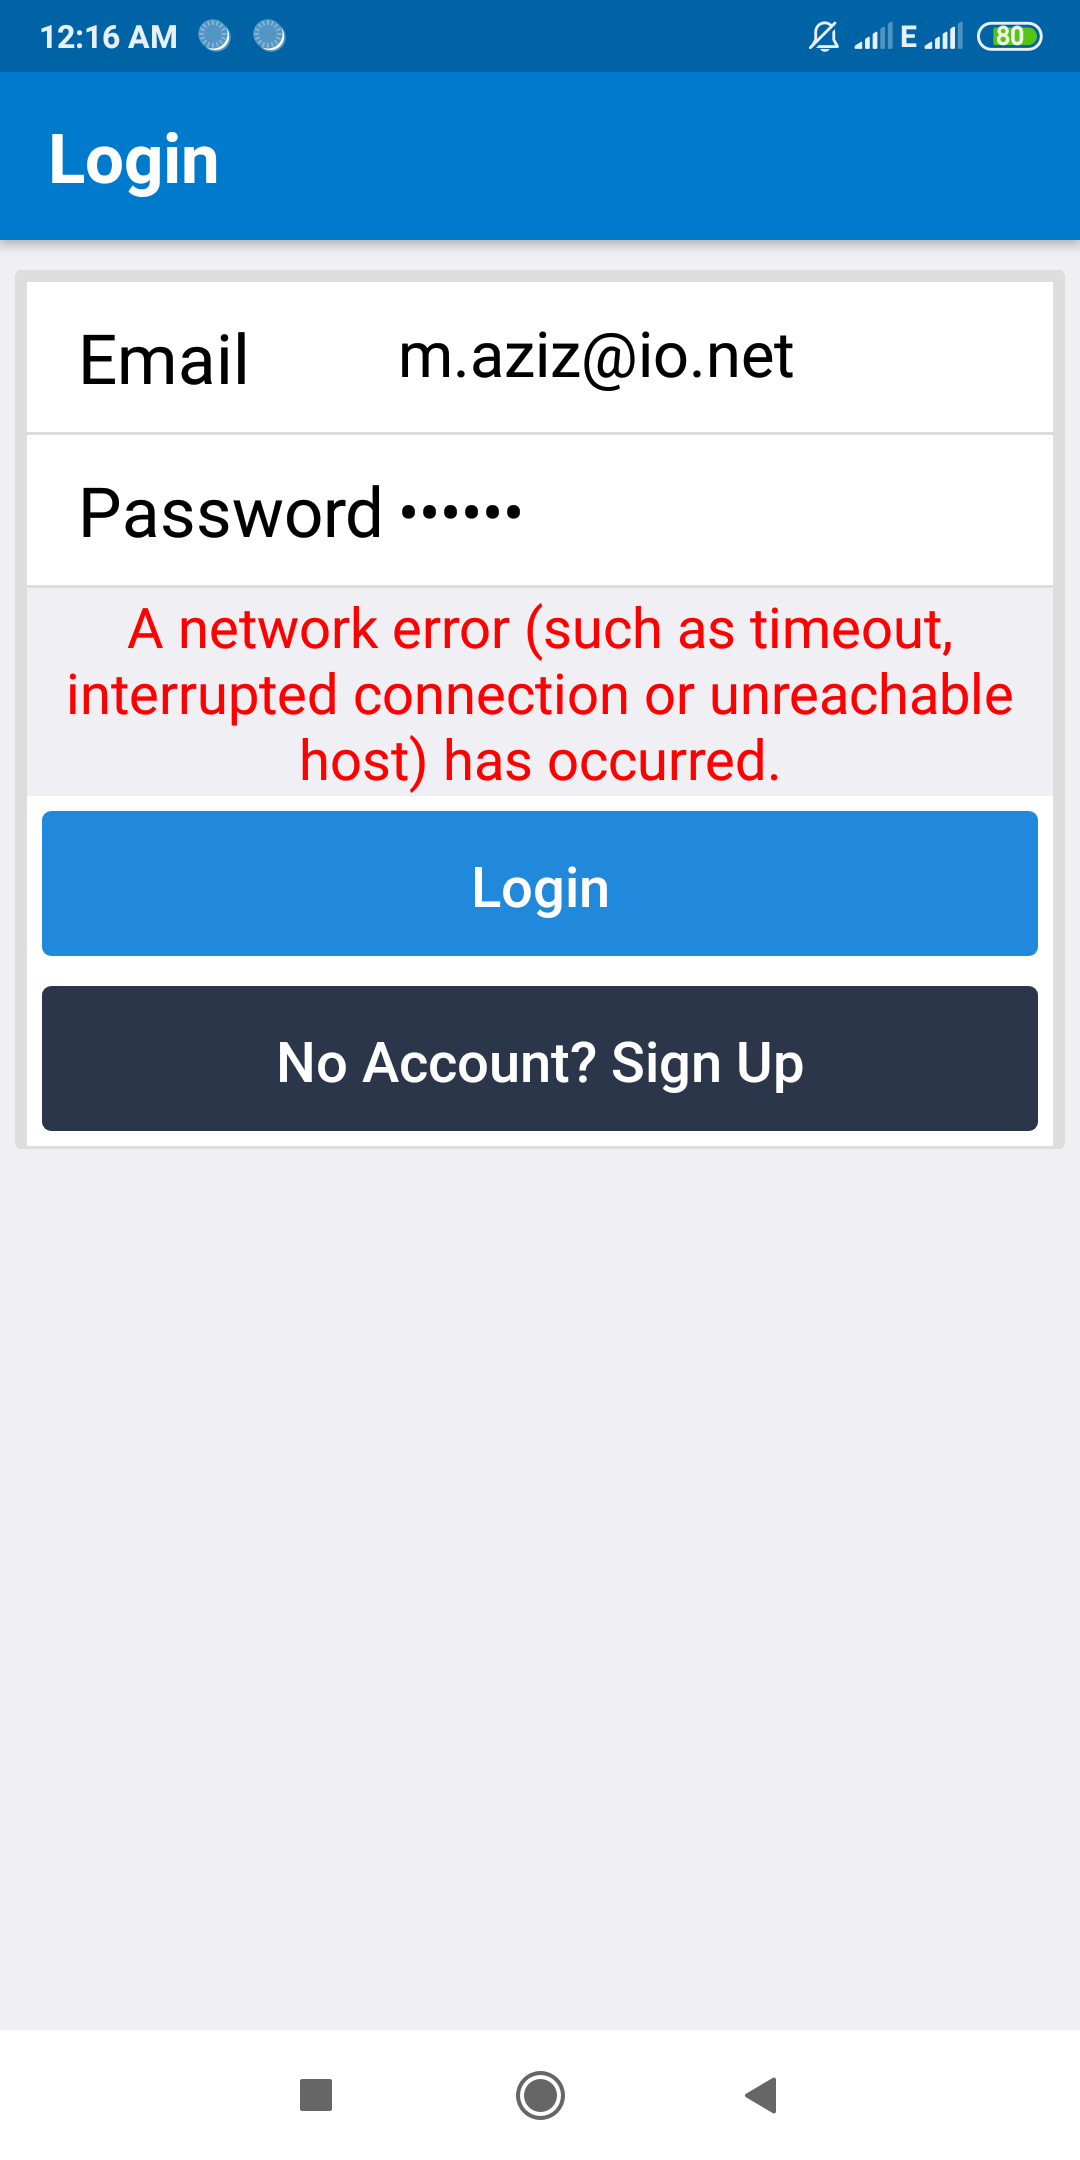 12:16 AM E 80
Login
Email m.aziz@io.net
Password ••••••
A network error (such as timeout,
interrupted connection or unreachable
host) has occurred.
Login
No Account? Sign Up